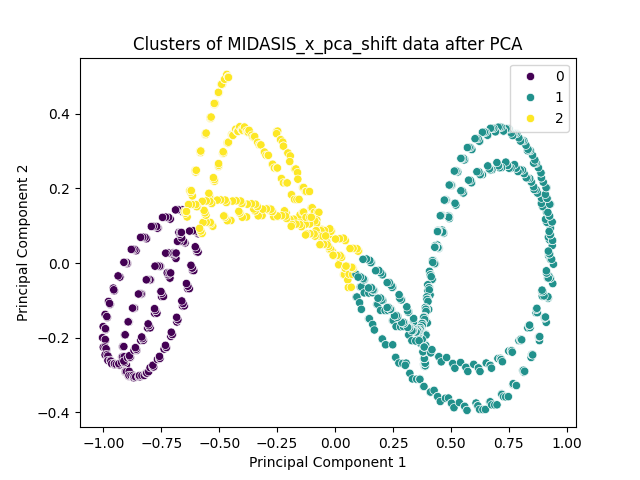 Clusters of MIDASIS_x_pca_shift data after PCA
0
1
2
Principal Component 2
0.4
0.2
0.0
−0.2
−0.4
−1.00 −0.75 −0.50 −0.25 0.00 0.25 0.50 0.75 1.00
Principal Component 1